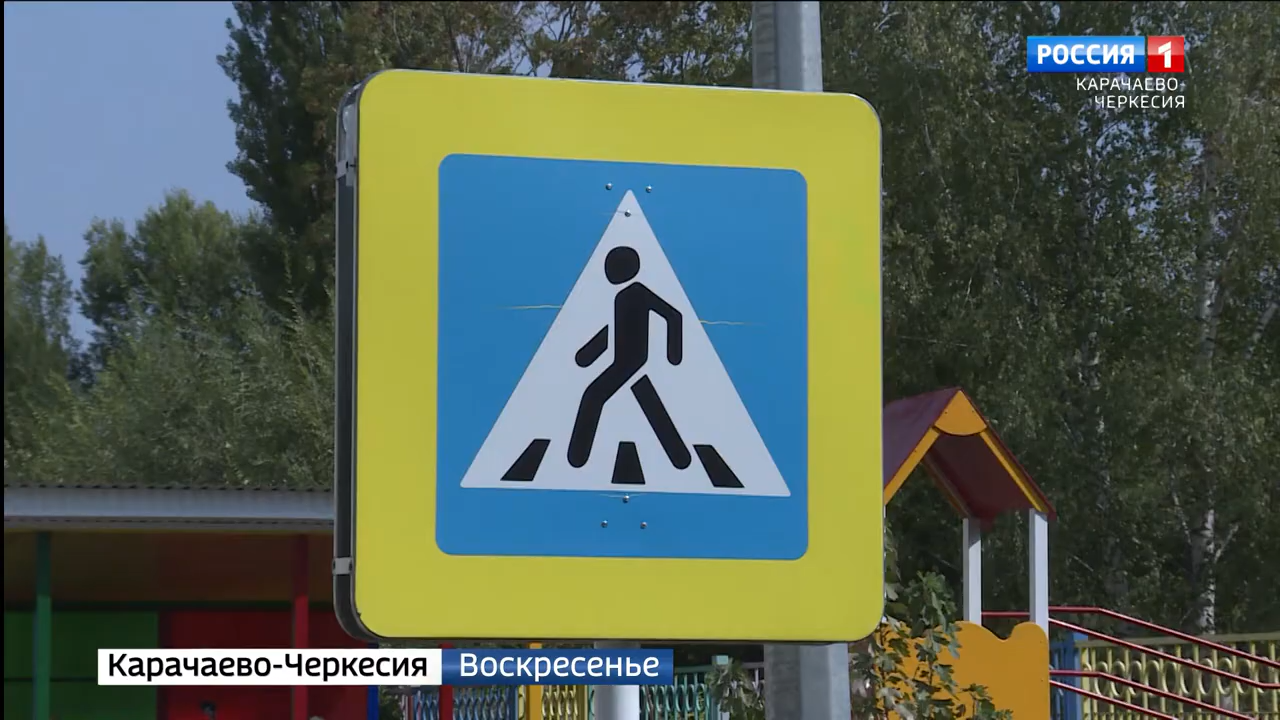 РОССИЯ 1
КАРАЧАЕВО-
ЧЕРКЕСИЯ
Карачаево-Черкесия Воскресенье